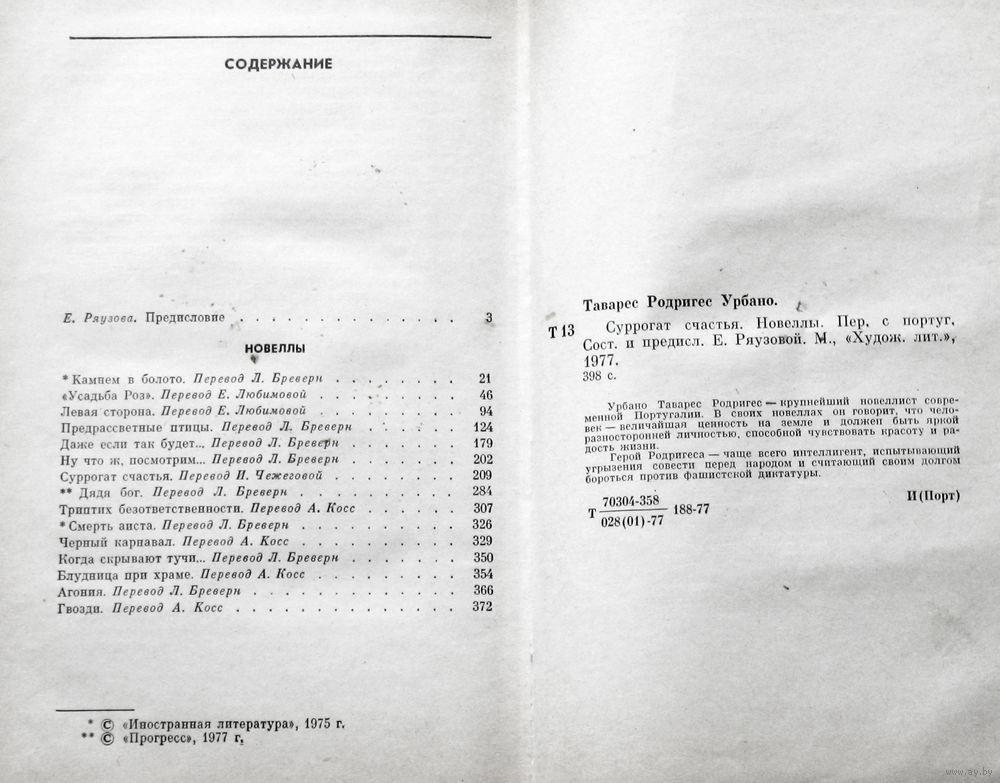 СОДЕРЖАНИЕ
Е. Ряузова. Предисловие . . . . . . . . . . . . . . 3
НОВЕЛЛЫ
* Камнем в болото. Перевод Л. Бреверн . . . . . . . . 21
«Усадьба Роз». Перевод Е. Любимовой . . . . . . . . . 46
Левая сторона. Перевод Е. Любимовой . . . . . . . . . 94
Предрассветные птицы. Перевод Л. Бреверн . . . . . . 124
Даже если так будет... Перевод Л. Бреверн . . . . . . . 179
Ну что ж, посмотрим... Перевод Л. Бреверн . . . . . . . 202
Суррогат счастья. Перевод И. Чежеговой . . . . . . . . 209
** Дядя бог. Перевод Л. Бреверн . . . . . . . . . . 284
Триптих безответственности. Перевод А. Косс . . . . . . 307
* Смерть аиста. Перевод Л. Бреверн . . . . . . . . . . 326
Черный карнавал. Перевод А. Косс . . . . . . . . . . 329
Когда скрывают тучи... Перевод Л. Бреверн . . . . . . . 350
Блудница при храме. Перевод А. Косс . . . . . . . . . 354
Агония. Перевод Л. Бреверн . . . . . . . . . . . . . 366
Гвозди. Перевод А. Косс . . . . . . . . . . . . . . 372
* © «Иностранная литература», 1975 г.
** © «Прогресс», 1977 г.
Таварес Родригес Урбано.
Т 13 Суррогат счастья. Новеллы. Пер. с португ.
Сост. и предисл. Е. Ряузовой. М., «Худож. лит.»,
1977.
398 с.
Урбано Таварес Родригес — крупнейший новеллист совре-
менной Португалии. В своих новеллах он говорит, что чело-
век — величайшая ценность на земле и должен быть яркой
разносторонней личностью, способной чувствовать красоту и ра-
дость жизни.
Герой Родригеса — чаще всего интеллигент, испытывающий
угрызения совести перед народом и считающий своим долгом
бороться против фашистской диктатуры.
Т 70304-358
028(01)-77 188-77
И(Порт)
www.ay.by